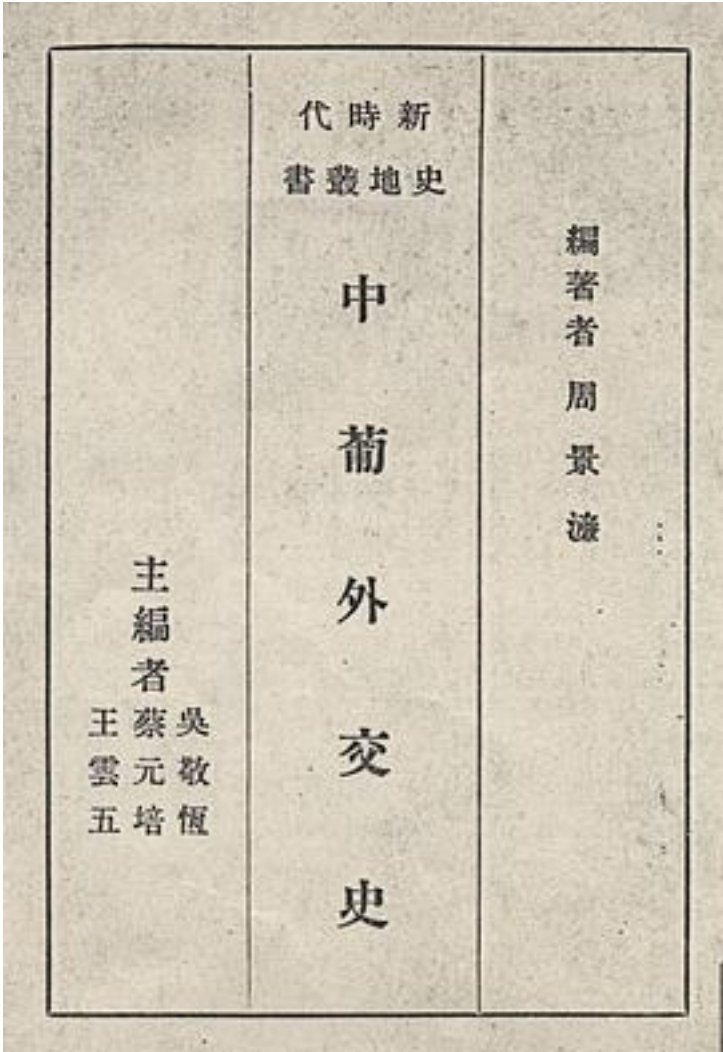 編著者 周景濂
新時代
史地叢書
中葡外交史
主編者
吳敬恆
蔡元培
王雲五